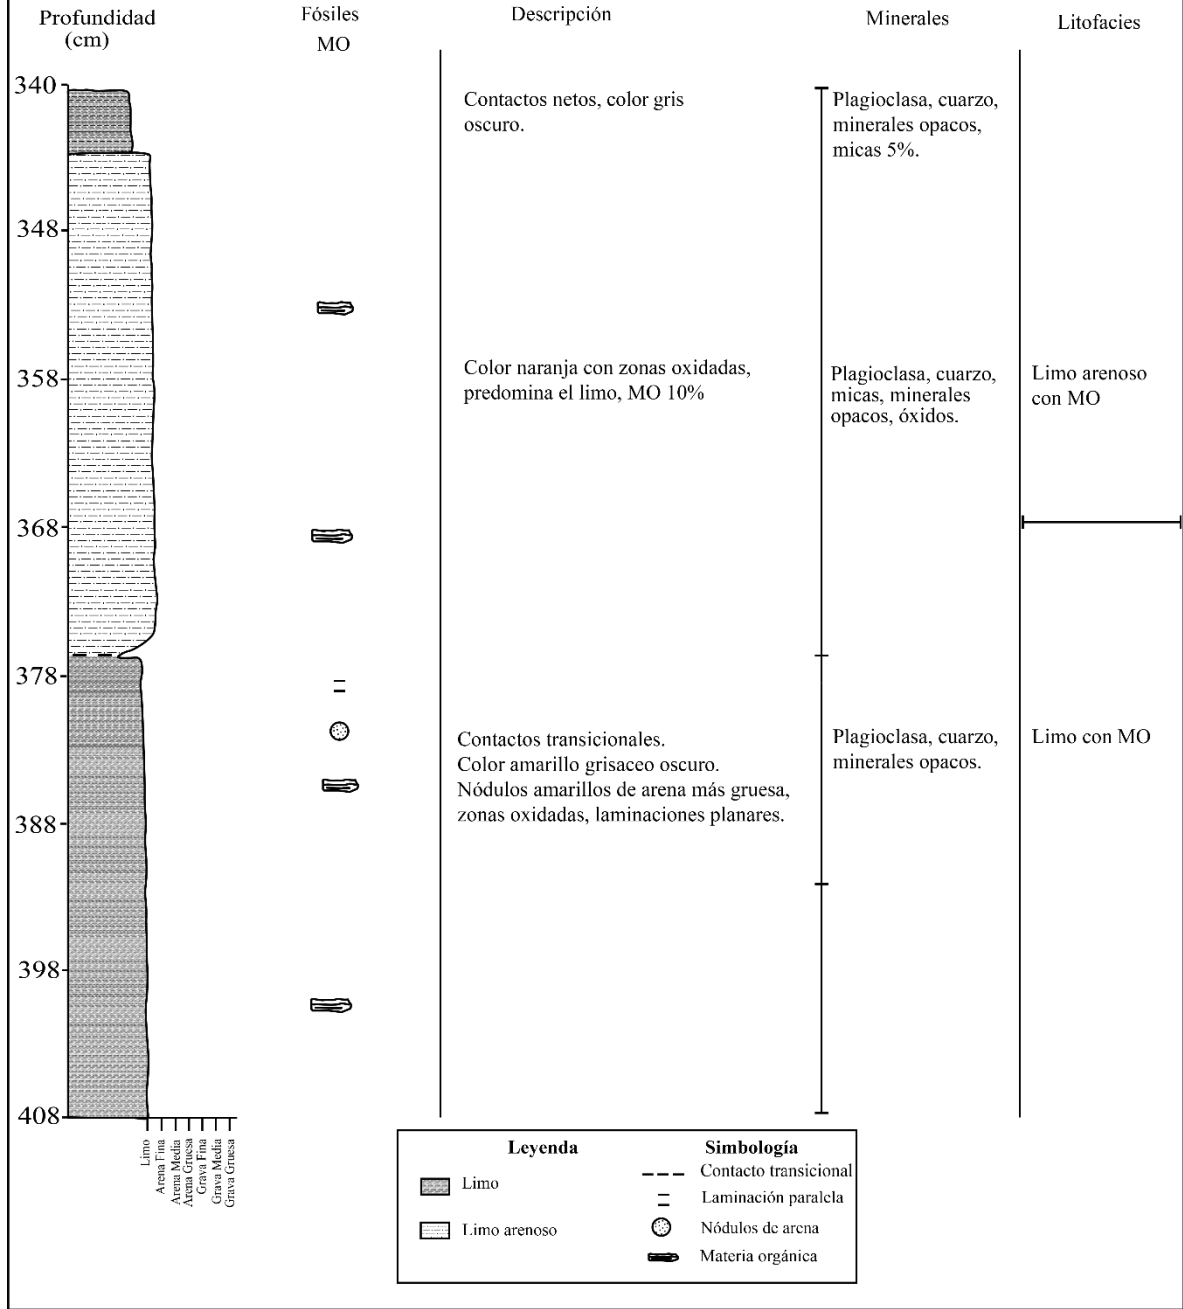 Profundidad
(cm)
Fósiles
MO
Descripción
Minerales
Litofacies
340
Contactos netos, color gris
oscuro.
Plagioclasa, cuarzo,
minerales opacos,
micas 5%.
348
358
Color naranja con zonas oxidadas,
predomina el limo, MO 10%
Plagioclasa, cuarzo,
micas, minerales
opacos, óxidos.
Limo arenoso
con MO
368
378
Contactos transicionales.
Color amarillo grisaceo oscuro.
Nódulos amarillos de arena más gruesa,
zonas oxidadas, laminaciones planares.
Plagioclasa, cuarzo,
minerales opacos.
Limo con MO
388
398
408
Limo
Arena Fina
Arena Media
Arena Gruesa
Grava Fina
Grava Media
Grava Gruesa
Leyenda
Limo
Limo arenoso
Simbología
Contacto transicional
Laminación paralela
Nódulos de arena
Materia orgánica